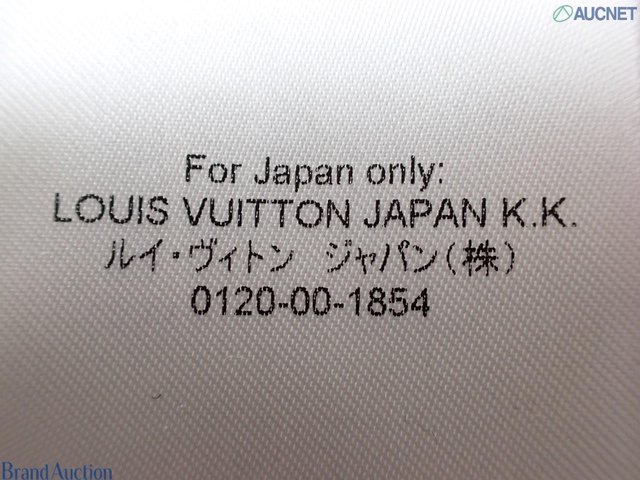 AUCNET
For Japan only:
LOUIS VUITTON JAPAN K.K.
ルイ・ヴィトン ジャパン(株)
0120-00-1854
Brand Auction